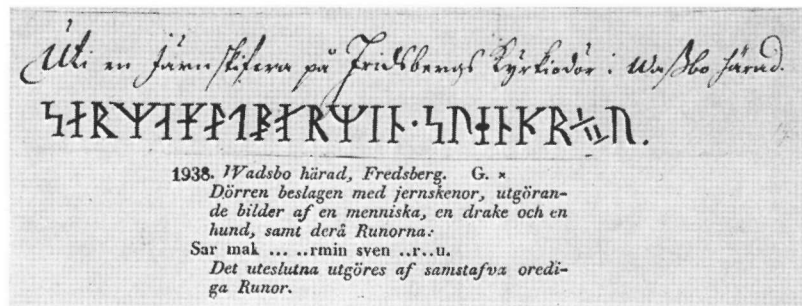 Uti en på Fridsbergs Kyrkiodör i Waßbo härad.
1938. Wadsbo härad, Fredsberg. G. ×
Dörren beslagen med jernskenor, utgöran-
de bilder af en menniska, en drake och en
hund, samt derå Runorna:
Sar mak ... ..rmin sven ..r..u.
Det uteslutna utgöres af samstafva oredi-
ga Runor.